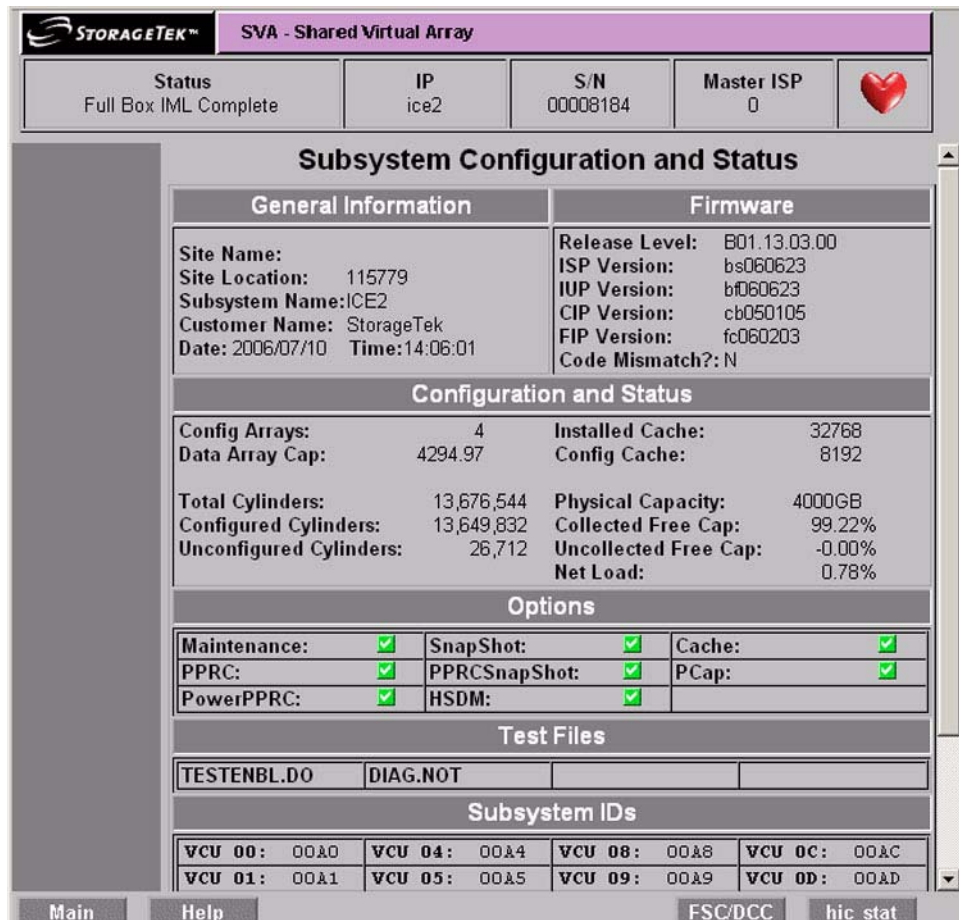 STORAGETEK™ SVA - Shared Virtual Array
Status IP S/N Master ISP
Full Box IML Complete ice2 00008184 0
Subsystem Configuration and Status
General Information Firmware
Site Name:
Site Location: 115779
Subsystem Name:ICE2
Customer Name: StorageTek
Date: 2006/07/10 Time:14:06:01
Release Level: B01.13.03.00
ISP Version: bs060623
IUP Version: bf060623
CIP Version: cb050105
FIP Version: fc060203
Code Mismatch?: N
Configuration and Status
Config Arrays: 4 Installed Cache: 32768
Data Array Cap: 4294.97 Config Cache: 8192
Total Cylinders: 13,676,544 Physical Capacity: 4000GB
Configured Cylinders: 13,649,832 Collected Free Cap: 99.22%
Unconfigured Cylinders: 26,712 Uncollected Free Cap: -0.00%
Net Load: 0.78%
Options
Maintenance: SnapShot: Cache:
PPRC: PPRCSnapShot: PCap:
PowerPPRC: HSDM:
Test Files
TESTENBL.DO DIAG.NOT
Subsystem IDs
VCU 00: 00A0 VCU 04: 00A4 VCU 08: 00A8 VCU 0C: 00AC
VCU 01: 00A1 VCU 05: 00A5 VCU 09: 00A9 VCU 0D: 00AD
Main Help FSC/DCC hic stat